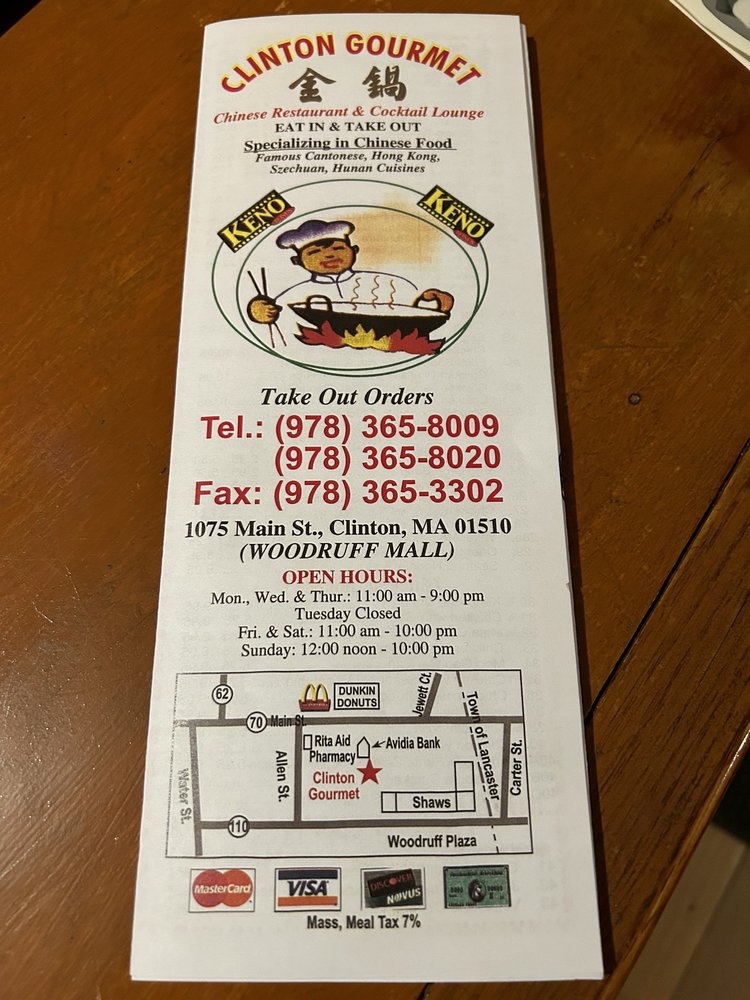 CLINTON GOURMET
金鍋
Chinese Restaurant & Cocktail Lounge
EAT IN & TAKE OUT
Specializing in Chinese Food
Famous Cantonese, Hong Kong,
Szechuan, Hunan Cuisines
KENO
KENO
Take Out Orders
Tel.: (978) 365-8009
(978) 365-8020
Fax: (978) 365-3302
1075 Main St., Clinton, MA 01510
(WOODRUFF MALL)
OPEN HOURS:
Mon., Wed. & Thur.: 11:00 am - 9:00 pm
Tuesday Closed
Fri. & Sat.: 11:00 am - 10:00 pm
Sunday: 12:00 noon - 10:00 pm
62
DUNKIN
DONUTS
Jewett Ct.
70 Main St.
Town of Lancaster
Rita Aid
Pharmacy
Avidia Bank
Water St.
Allen St.
Clinton
Gourmet
Carter St.
Shaws
110
Woodruff Plaza
MasterCard
VISA
DISCOVER
NOVUS
Mass, Meal Tax 7%